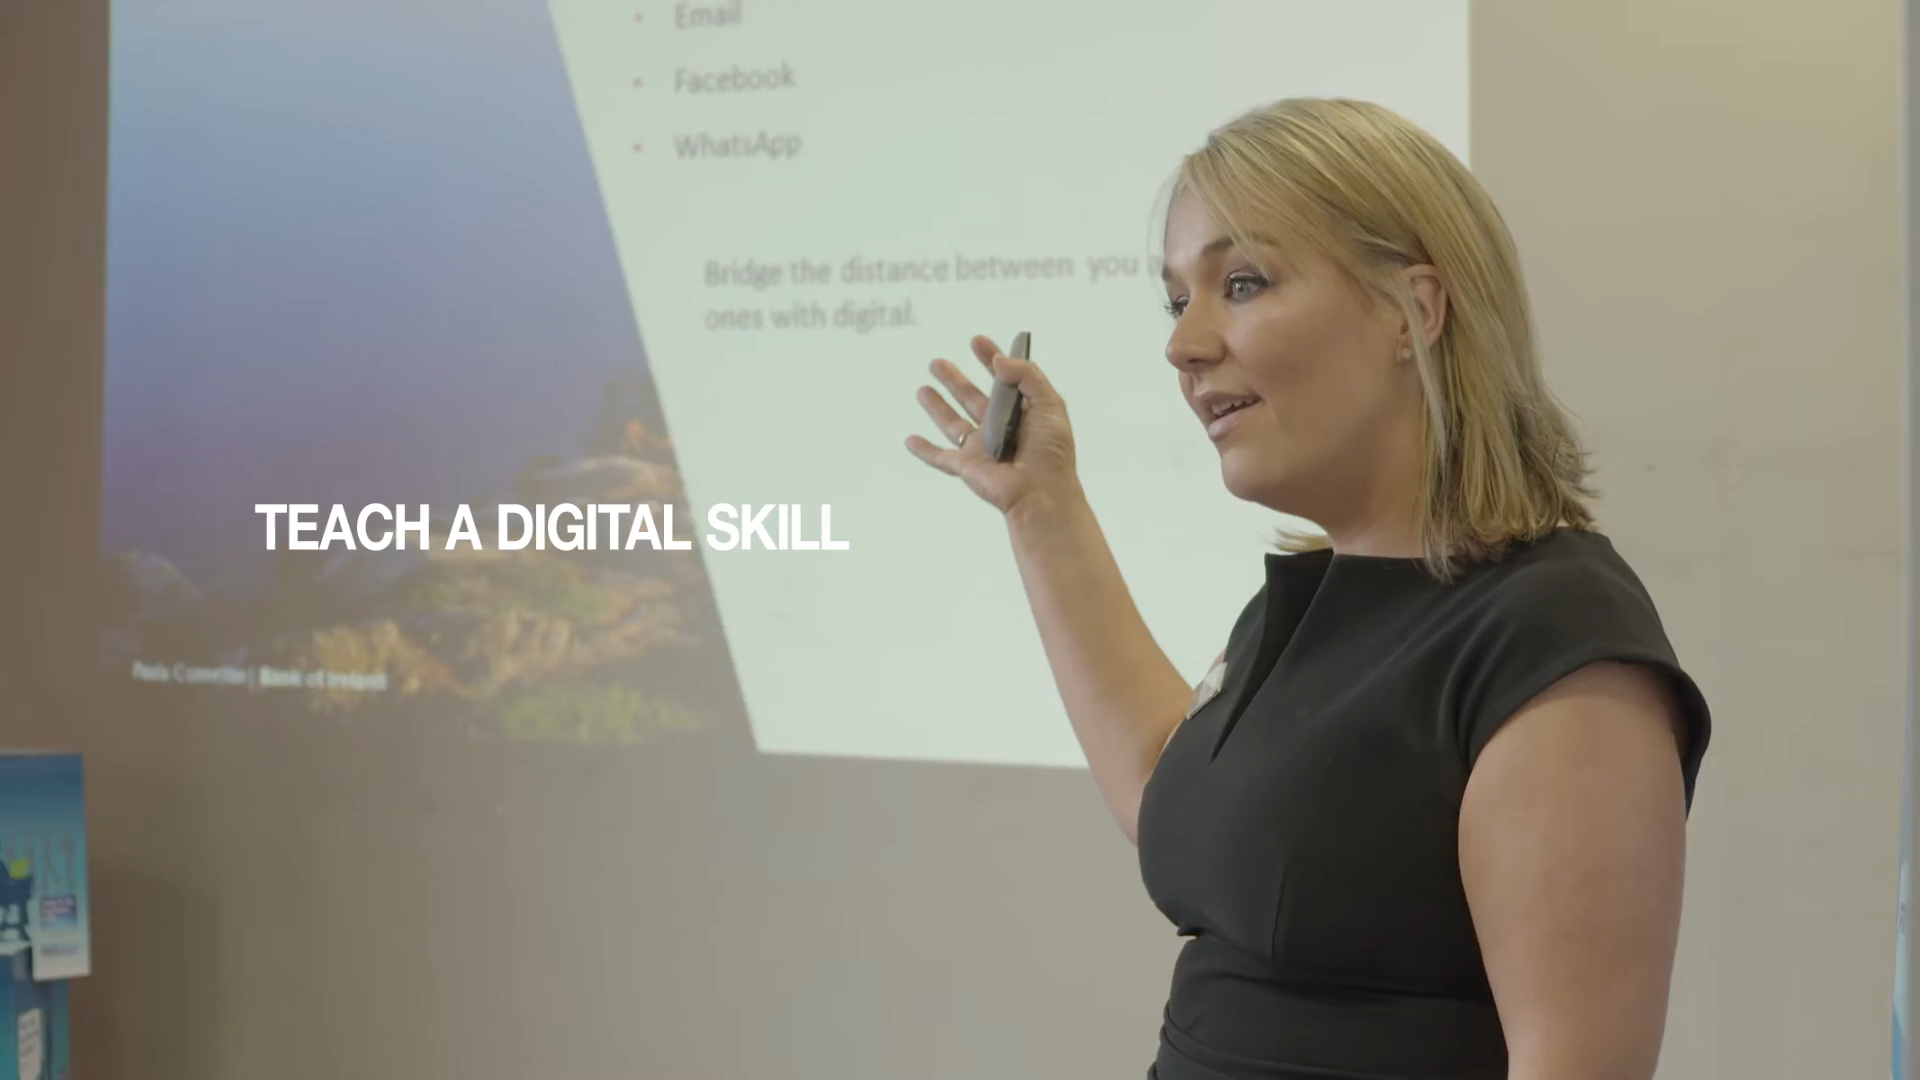 Email
Facebook
WhatsApp
Bridge the distance between you
ones with digital.
TEACH A DIGITAL SKILL
Bank of Ireland